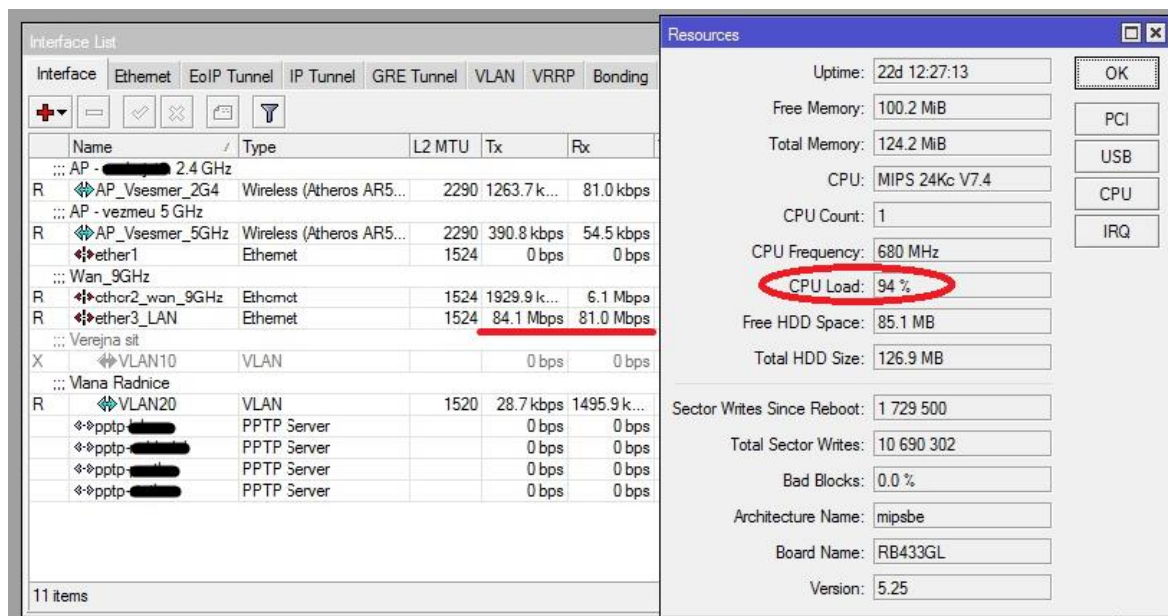 Interface List
Interface Ethernet EoIP Tunnel IP Tunnel GRE Tunnel VLAN VRRP Bonding
Name / Type L2 MTU Tx Rx
;;; AP - 2.4 GHz
R AP_Vsesmer_2G4 Wireless (Atheros AR5... 2290 1263.7 k... 81.0 kbps
;;; AP - vezmeu 5 GHz
R AP_Vsesmer_5GHz Wireless (Atheros AR5... 2290 390.8 kbps 54.5 kbps
ether1 Ethernet 1524 0 bps 0 bps
;;; Wan_9GHz
R ether2_wan_9GHz Ethernet 1524 1929.9 k... 6.1 Mbps
R ether3_LAN Ethernet 1524 84.1 Mbps 81.0 Mbps
;;; Verejna sit
X VLAN10 VLAN 0 bps 0 bps
;;; Vlana Radnice
R VLAN20 VLAN 1520 28.7 kbps 1495.9 k...
pptp- PPTP Server 0 bps 0 bps
pptp- PPTP Server 0 bps 0 bps
pptp- PPTP Server 0 bps 0 bps
pptp- PPTP Server 0 bps 0 bps
11 items
Resources
Uptime: 22d 12:27:13
OK
Free Memory: 100.2 MiB
PCI
Total Memory: 124.2 MiB
USB
CPU: MIPS 24Kc V7.4
CPU
CPU Count: 1
IRQ
CPU Frequency: 680 MHz
CPU Load: 94 %
Free HDD Space: 85.1 MB
Total HDD Size: 126.9 MB
Sector Writes Since Reboot: 1 729 500
Total Sector Writes: 10 690 302
Bad Blocks: 0.0 %
Architecture Name: mipsbe
Board Name: RB433GL
Version: 5.25